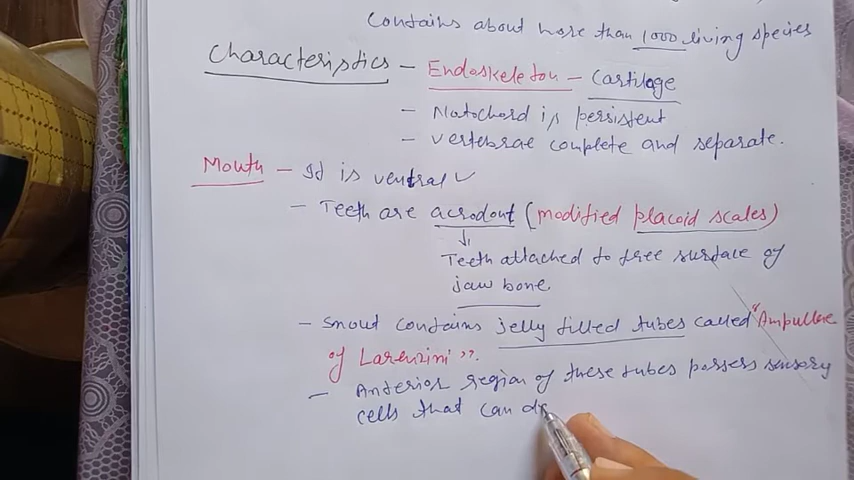 Contains about more than 1000 living species
Characteristics - Endoskeleton - Cartilage
- Notochord is persistent
- vertebrae complete and separate.
Mouth - It is ventral ✓
- Teeth are acrodont (modified placoid scales)
↓
Teeth attached to free surface of
jaw bone.
- Snout contains jelly filled tubes called "Ampullae
of Lorenzini".
- Anterior region of these tubes possess sensory
cells that can de